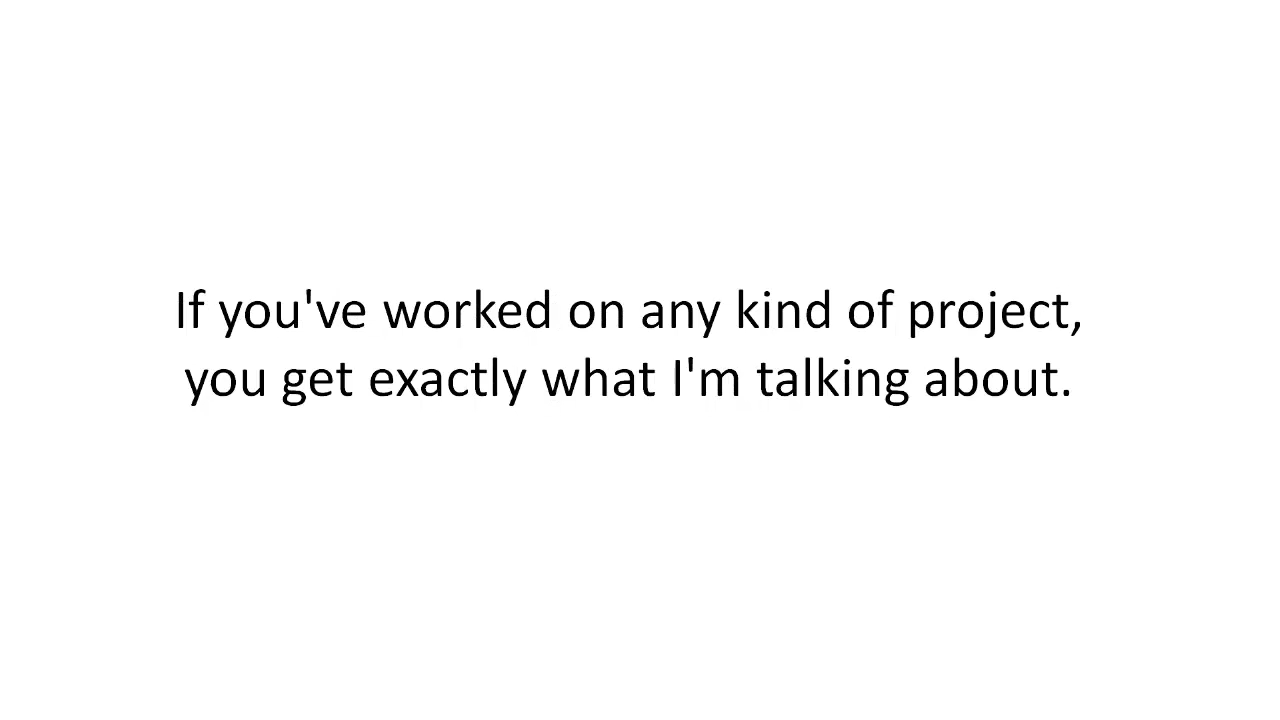 If you've worked on any kind of project,
you get exactly what I'm talking about.